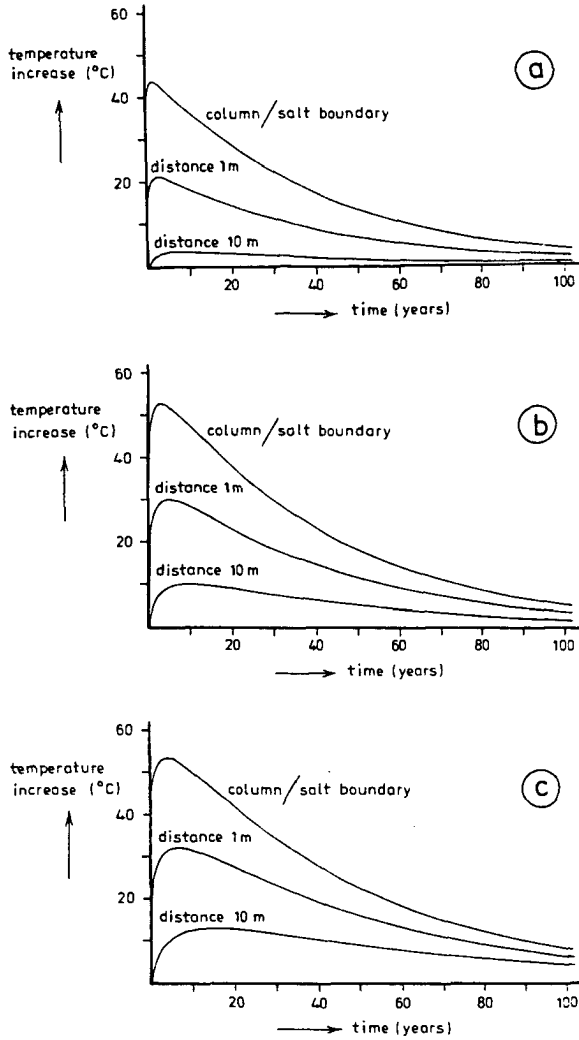 60
temperature
increase (°C)
a
40
column/salt boundary
distance 1m
20
distance 10 m
20 40 60 80 100
time (years)
60
temperature
increase (°C)
b
column/salt boundary
40
distance 1m
20
distance 10 m
20 40 60 80 100
time (years)
60
temperature
increase (°C)
c
column/salt boundary
40
distance 1m
20
distance 10 m
20 40 60 80 100
time (years)